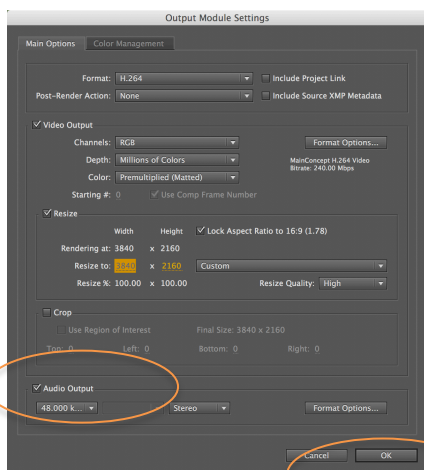 Output Module Settings
Main Options Color Management
Format: H.264 Include Project Link
Post-Render Action: None Include Source XMP Metadata
Video Output
Channels: RGB Format Options...
Depth: Millions of Colors MainConcept H.264 Video
Bitrate: 240.00 Mbps
Color: Premultiplied (Matted)
Starting #: 0 Use Comp Frame Number
Resize
Width Height Lock Aspect Ratio to 16:9 (1.78)
Rendering at: 3840 x 2160
Resize to: 3840 x 2160 Custom
Resize %: 100.00 x 100.00 Resize Quality: High
Crop
Use Region of Interest Final Size: 3840 x 2160
Top: 0 Left: 0 Bottom: 0 Right: 0
Audio Output
48.000 k... Stereo Format Options...
Cancel OK